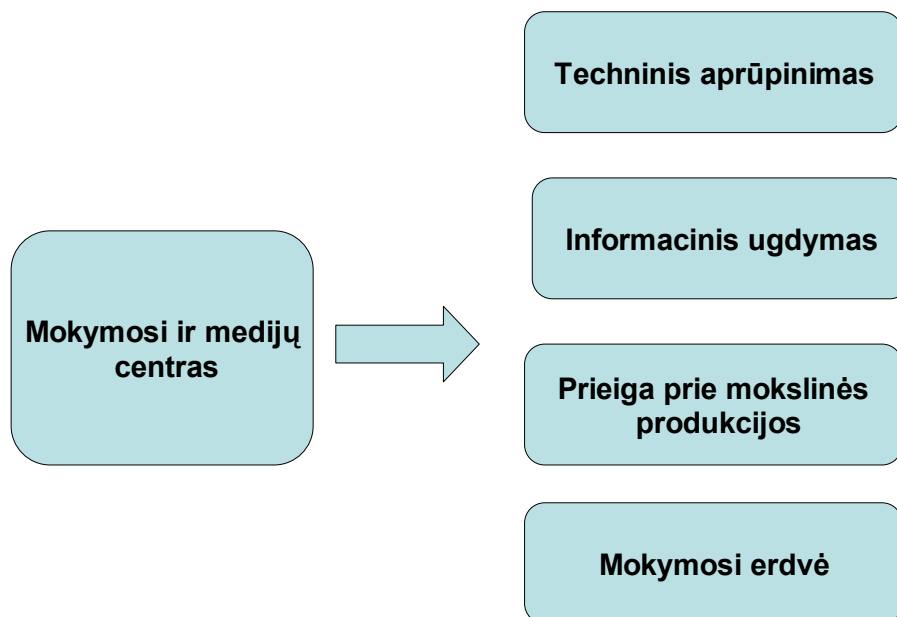 Techninis aprūpinimas
Informacinis ugdymas
Mokymosi ir medijų
centras
Prieiga prie mokslinės
produkcijos
Mokymosi erdvė